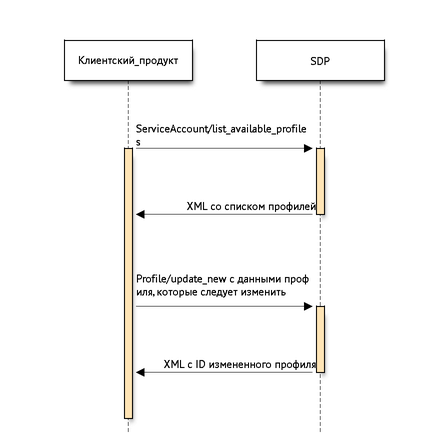 Клиентский_продукт
SDP
ServiceAccount/list_available_profile
s
XML со списком профилей
Profile/update_new с данными проф
иля, которые следует изменить
XML с ID измененного профиля